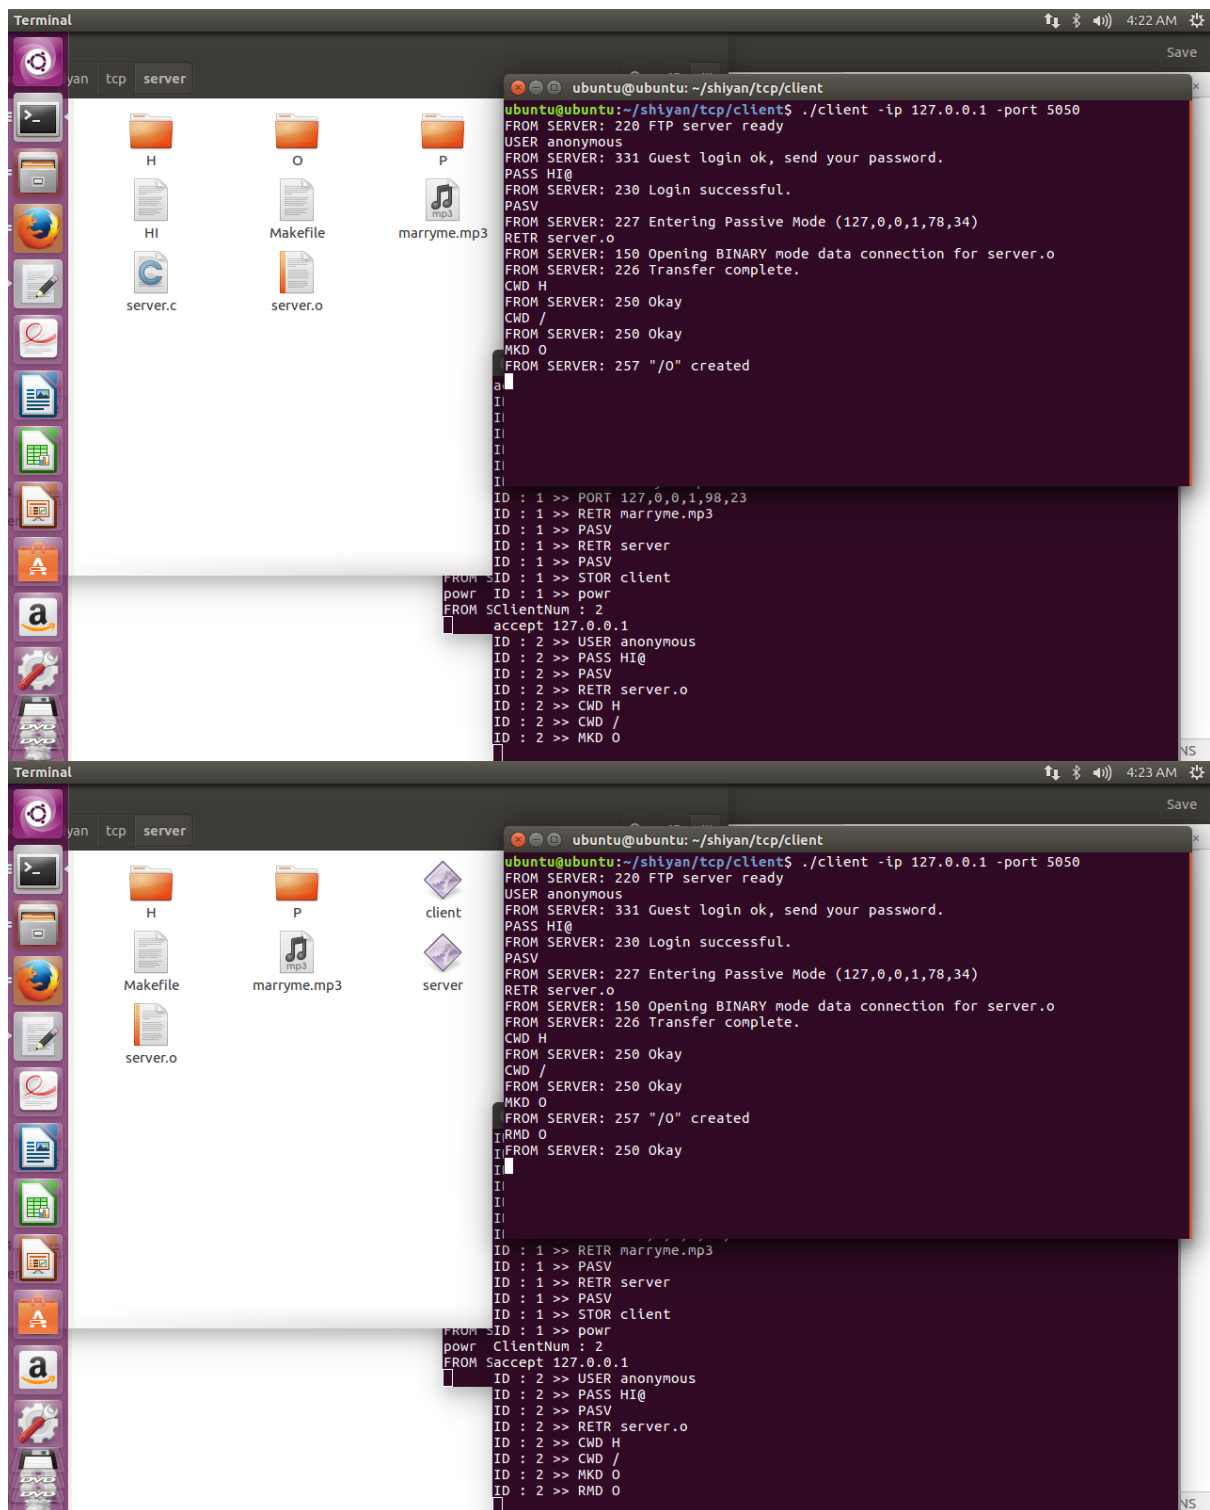 Terminal
4:22 AM
Save
yan tcp server
ubuntu@ubuntu: ~/shiyan/tcp/client
H O P
HI Makefile marryme.mp3
server.c server.o
ubuntu@ubuntu:~/shiyan/tcp/client$ ./client -ip 127.0.0.1 -port 5050
FROM SERVER: 220 FTP server ready
USER anonymous
FROM SERVER: 331 Guest login ok, send your password.
PASS HI@
FROM SERVER: 230 Login successful.
PASV
FROM SERVER: 227 Entering Passive Mode (127,0,0,1,78,34)
RETR server.o
FROM SERVER: 150 Opening BINARY mode data connection for server.o
FROM SERVER: 226 Transfer complete.
CWD H
FROM SERVER: 250 Okay
CWD /
FROM SERVER: 250 Okay
MKD O
FROM SERVER: 257 "/O" created
ID : 1 >> PORT 127,0,0,1,98,23
ID : 1 >> RETR marryme.mp3
ID : 1 >> PASV
ID : 1 >> RETR server
ID : 1 >> PASV
FROM S ID : 1 >> STOR client
powr ID : 1 >> powr
FROM S ClientNum : 2
accept 127.0.0.1
ID : 2 >> USER anonymous
ID : 2 >> PASS HI@
ID : 2 >> PASV
ID : 2 >> RETR server.o
ID : 2 >> CWD H
ID : 2 >> CWD /
ID : 2 >> MKD O
NS
Terminal
4:23 AM
Save
yan tcp server
ubuntu@ubuntu: ~/shiyan/tcp/client
H P client
Makefile marryme.mp3 server
server.o
ubuntu@ubuntu:~/shiyan/tcp/client$ ./client -ip 127.0.0.1 -port 5050
FROM SERVER: 220 FTP server ready
USER anonymous
FROM SERVER: 331 Guest login ok, send your password.
PASS HI@
FROM SERVER: 230 Login successful.
PASV
FROM SERVER: 227 Entering Passive Mode (127,0,0,1,78,34)
RETR server.o
FROM SERVER: 150 Opening BINARY mode data connection for server.o
FROM SERVER: 226 Transfer complete.
CWD H
FROM SERVER: 250 Okay
CWD /
FROM SERVER: 250 Okay
MKD O
FROM SERVER: 257 "/O" created
RMD O
FROM SERVER: 250 Okay
ID : 1 >> RETR marryme.mp3
ID : 1 >> PASV
ID : 1 >> RETR server
ID : 1 >> PASV
ID : 1 >> STOR client
FROM S ID : 1 >> powr
powr ClientNum : 2
FROM S accept 127.0.0.1
ID : 2 >> USER anonymous
ID : 2 >> PASS HI@
ID : 2 >> PASV
ID : 2 >> RETR server.o
ID : 2 >> CWD H
ID : 2 >> CWD /
ID : 2 >> MKD O
ID : 2 >> RMD O
NS